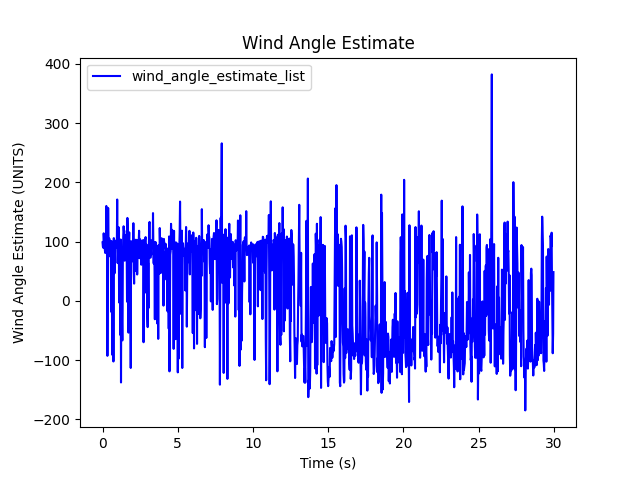 Wind Angle Estimate
wind_angle_estimate_list
Wind Angle Estimate (UNITS)
400
300
200
100
0
−100
−200
0 5 10 15 20 25 30
Time (s)